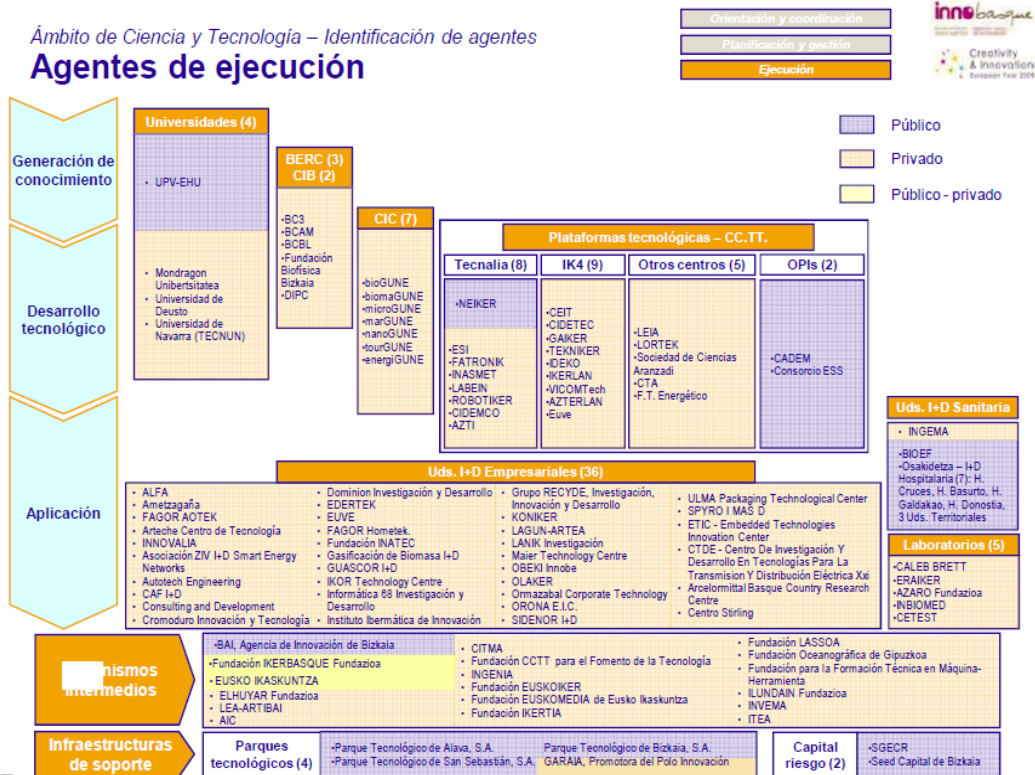 Ámbito de Ciencia y Tecnología – Identificación de agentes
Agentes de ejecución
Orientación y coordinación
Planificación y gestión
Ejecución
innobasque
Creativity
& Innovation
European Year 2009
Público
Privado
Público - privado
Generación de
conocimiento
Desarrollo
tecnológico
Aplicación
Universidades (4)
• UPV-EHU
• Mondragon
Unibertsitatea
• Universidad de
Deusto
• Universidad de
Navarra (TECNUN)
BERC (3)
CIB (2)
•BC3
•BCAM
•BCBL
•Fundación
Biofísica
Bizkaia
•DIPC
CIC (7)
•bioGUNE
•biomaGUNE
•microGUNE
•marGUNE
•nanoGUNE
•tourGUNE
•energiGUNE
Plataformas tecnológicas – CC.TT.
Tecnalia (8)
•NEIKER
•ESI
•FATRONIK
•INASMET
•LABEIN
•ROBOTIKER
•CIDEMCO
•AZTI
IK4 (9)
•CEIT
•CIDETEC
•GAIKER
•TEKNIKER
•IDEKO
•IKERLAN
•VICOMTech
•AZTERLAN
•Euve
Otros centros (5)
•LEIA
•LORTEK
•Sociedad de Ciencias
Aranzadi
•CTA
•F.T. Energético
OPIs (2)
•CADEM
•Consorcio ESS
Uds. I+D Sanitaria
• INGEMA
•BIOEF
•Osakidetza – I+D
Hospitalaria (7): H.
Cruces, H. Basurto, H.
Galdakao, H. Donostia,
3 Uds. Territoriales
Uds. I+D Empresariales (36)
• ALFA
• Ametzagaña
• FAGOR AOTEK
• Arteche Centro de Tecnología
• INNOVALIA
• Asociación ZIV I+D Smart Energy
Networks
• Autotech Engineering
• CAF I+D
• Consulting and Development
• Cromoduro Innovación y Tecnología
• Dominion Investigación y Desarrollo
• EDERTEK
• EUVE
• FAGOR Hometek.
• Fundación INATEC
• Gasificación de Biomasa I+D
• GUASCOR I+D
• IKOR Technology Centre
• Informática 68 Investigación y
Desarrollo
• Instituto Ibermática de Innovación
• Grupo RECYDE, Investigación,
Innovación y Desarrollo
• KONIKER
• LAGUN-ARTEA
• LANIK Investigación
• Maier Technology Centre
• OBEKI Innobe
• OLAKER
• Ormazabal Corporate Technology
• ORONA E.I.C.
• SIDENOR I+D
• ULMA Packaging Technological Center
• SPYRO I MAS D
• ETIC - Embedded Technologies
Innovation Center
• CTDE - Centro De Investigación Y
Desarrollo En Tecnologías Para La
Transmision Y Distribución Eléctrica Xxi
• Arcelormittal Basque Country Research
Centre
• Centro Stirling
Laboratorios (5)
•CALEB BRETT
•ERAIKER
•AZARO Fundazioa
•INBIOMED
•CETEST
nismos
intermedios
•BAI, Agencia de Innovación de Bizkaia
•Fundación IKERBASQUE Fundazioa
• EUSKO IKASKUNTZA
• ELHUYAR Fundazioa
• LEA-ARTIBAI
• AIC
• CITMA
• Fundación CCTT para el Fomento de la Tecnología
• INGENIA
• Fundación EUSKOIKER
• Fundación EUSKOMEDIA de Eusko Ikaskuntza
• Fundación IKERTIA
• Fundación LASSOA
• Fundación Oceanográfica de Gipuzkoa
• Fundación para la Formación Técnica en Máquina-
Herramienta
• ILUNDAIN Fundazioa
• INVEMA
• ITEA
Infraestructuras
de soporte
Parques
tecnológicos (4)
•Parque Tecnológico de Alava, S.A.
•Parque Tecnológico de San Sebastián, S.A.
Parque Tecnológico de Bizkaia, S.A.
GARAIA, Promotora del Polo Innovación
Capital
riesgo (2)
•SGECR
•Seed Capital de Bizkaia